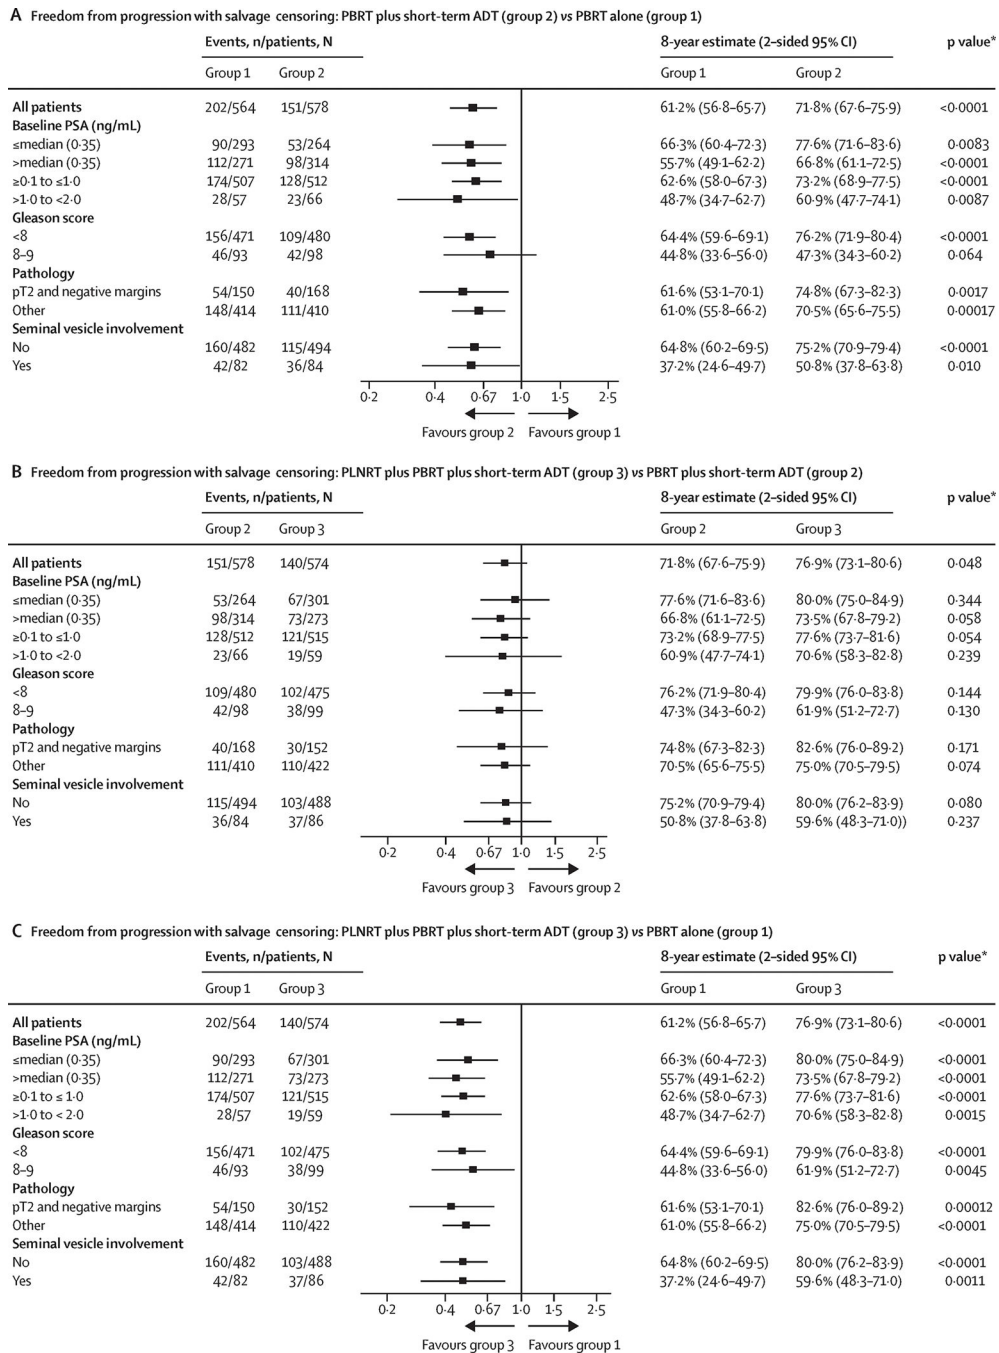 A Freedom from progression with salvage censoring: PBRT plus short-term ADT (group 2) vs PBRT alone (group 1)
Events, n/patients, N 8-year estimate (2–sided 95% CI) p value*
Group 1 Group 2 Group 1 Group 2
All patients 202/564 151/578 61·2% (56·8–65·7) 71·8% (67·6–75·9) <0·0001
Baseline PSA (ng/mL)
≤median (0·35) 90/293 53/264 66·3% (60·4–72·3) 77·6% (71·6–83·6) 0·0083
>median (0·35) 112/271 98/314 55·7% (49·1–62·2) 66·8% (61·1–72·5) <0·0001
≥0·1 to ≤1·0 174/507 128/512 62·6% (58·0–67·3) 73·2% (68·9–77·5) <0·0001
>1·0 to <2·0 28/57 23/66 48·7% (34·7–62·7) 60·9% (47·7–74·1) 0·0087
Gleason score
<8 156/471 109/480 64·4% (59·6–69·1) 76·2% (71·9–80·4) <0·0001
8–9 46/93 42/98 44·8% (33·6–56·0) 47·3% (34·3–60·2) 0·064
Pathology
pT2 and negative margins 54/150 40/168 61·6% (53·1–70·1) 74·8% (67·3–82·3) 0·0017
Other 148/414 111/410 61·0% (55·8–66·2) 70·5% (65·6–75·5) 0·00017
Seminal vesicle involvement
No 160/482 115/494 64·8% (60·2–69·5) 75·2% (70·9–79·4) <0·0001
Yes 42/82 36/84 37·2% (24·6–49·7) 50·8% (37·8–63·8) 0·010
0·2 0·4 0·67 1·0 1·5 2·5
Favours group 2 Favours group 1
B Freedom from progression with salvage censoring: PLNRT plus PBRT plus short-term ADT (group 3) vs PBRT plus short-term ADT (group 2)
Events, n/patients, N 8-year estimate (2–sided 95% CI) p value*
Group 2 Group 3 Group 2 Group 3
All patients 151/578 140/574 71·8% (67·6–75·9) 76·9% (73·1–80·6) 0·048
Baseline PSA (ng/mL)
≤median (0·35) 53/264 67/301 77·6% (71·6–83·6) 80·0% (75·0–84·9) 0·344
>median (0·35) 98/314 73/273 66·8% (61·1–72·5) 73·5% (67·8–79·2) 0·058
≥0·1 to ≤1·0 128/512 121/515 73·2% (68·9–77·5) 77·6% (73·7–81·6) 0·054
>1·0 to <2·0 23/66 19/59 60·9% (47·7–74·1) 70·6% (58·3–82·8) 0·239
Gleason score
<8 109/480 102/475 76·2% (71·9–80·4) 79·9% (76·0–83·8) 0·144
8–9 42/98 38/99 47·3% (34·3–60·2) 61·9% (51·2–72·7) 0·130
Pathology
pT2 and negative margins 40/168 30/152 74·8% (67·3–82·3) 82·6% (76·0–89·2) 0·171
Other 111/410 110/422 70·5% (65·6–75·5) 75·0% (70·5–79·5) 0·074
Seminal vesicle involvement
No 115/494 103/488 75·2% (70·9–79·4) 80·0% (76·2–83·9) 0·080
Yes 36/84 37/86 50·8% (37·8–63·8) 59·6% (48·3–71·0)) 0·237
0·2 0·4 0·67 1·0 1·5 2·5
Favours group 3 Favours group 2
C Freedom from progression with salvage censoring: PLNRT plus PBRT plus short-term ADT (group 3) vs PBRT alone (group 1)
Events, n/patients, N 8-year estimate (2–sided 95% CI) p value*
Group 1 Group 3 Group 1 Group 3
All patients 202/564 140/574 61·2% (56·8–65·7) 76·9% (73·1–80·6) <0·0001
Baseline PSA (ng/mL)
≤median (0·35) 90/293 67/301 66·3% (60·4–72·3) 80·0% (75·0–84·9) <0·0001
>median (0·35) 112/271 73/273 55·7% (49·1–62·2) 73·5% (67·8–79·2) <0·0001
≥0·1 to ≤ 1·0 174/507 121/515 62·6% (58·0–67·3) 77·6% (73·7–81·6) <0·0001
>1·0 to < 2·0 28/57 19/59 48·7% (34·7–62·7) 70·6% (58·3–82·8) 0·0015
Gleason score
<8 156/471 102/475 64·4% (59·6–69·1) 79·9% (76·0–83·8) <0·0001
8–9 46/93 38/99 44·8% (33·6–56·0) 61·9% (51·2–72·7) 0·0045
Pathology
pT2 and negative margins 54/150 30/152 61·6% (53·1–70·1) 82·6% (76·0–89·2) 0·00012
Other 148/414 110/422 61·0% (55·8–66·2) 75·0% (70·5–79·5) <0·0001
Seminal vesicle involvement
No 160/482 103/488 64·8% (60·2–69·5) 80·0% (76·2–83·9) <0·0001
Yes 42/82 37/86 37·2% (24·6–49·7) 59·6% (48·3–71·0) 0·0011
0·2 0·4 0·67 1·0 1·5 2·5
Favours group 3 Favours group 1